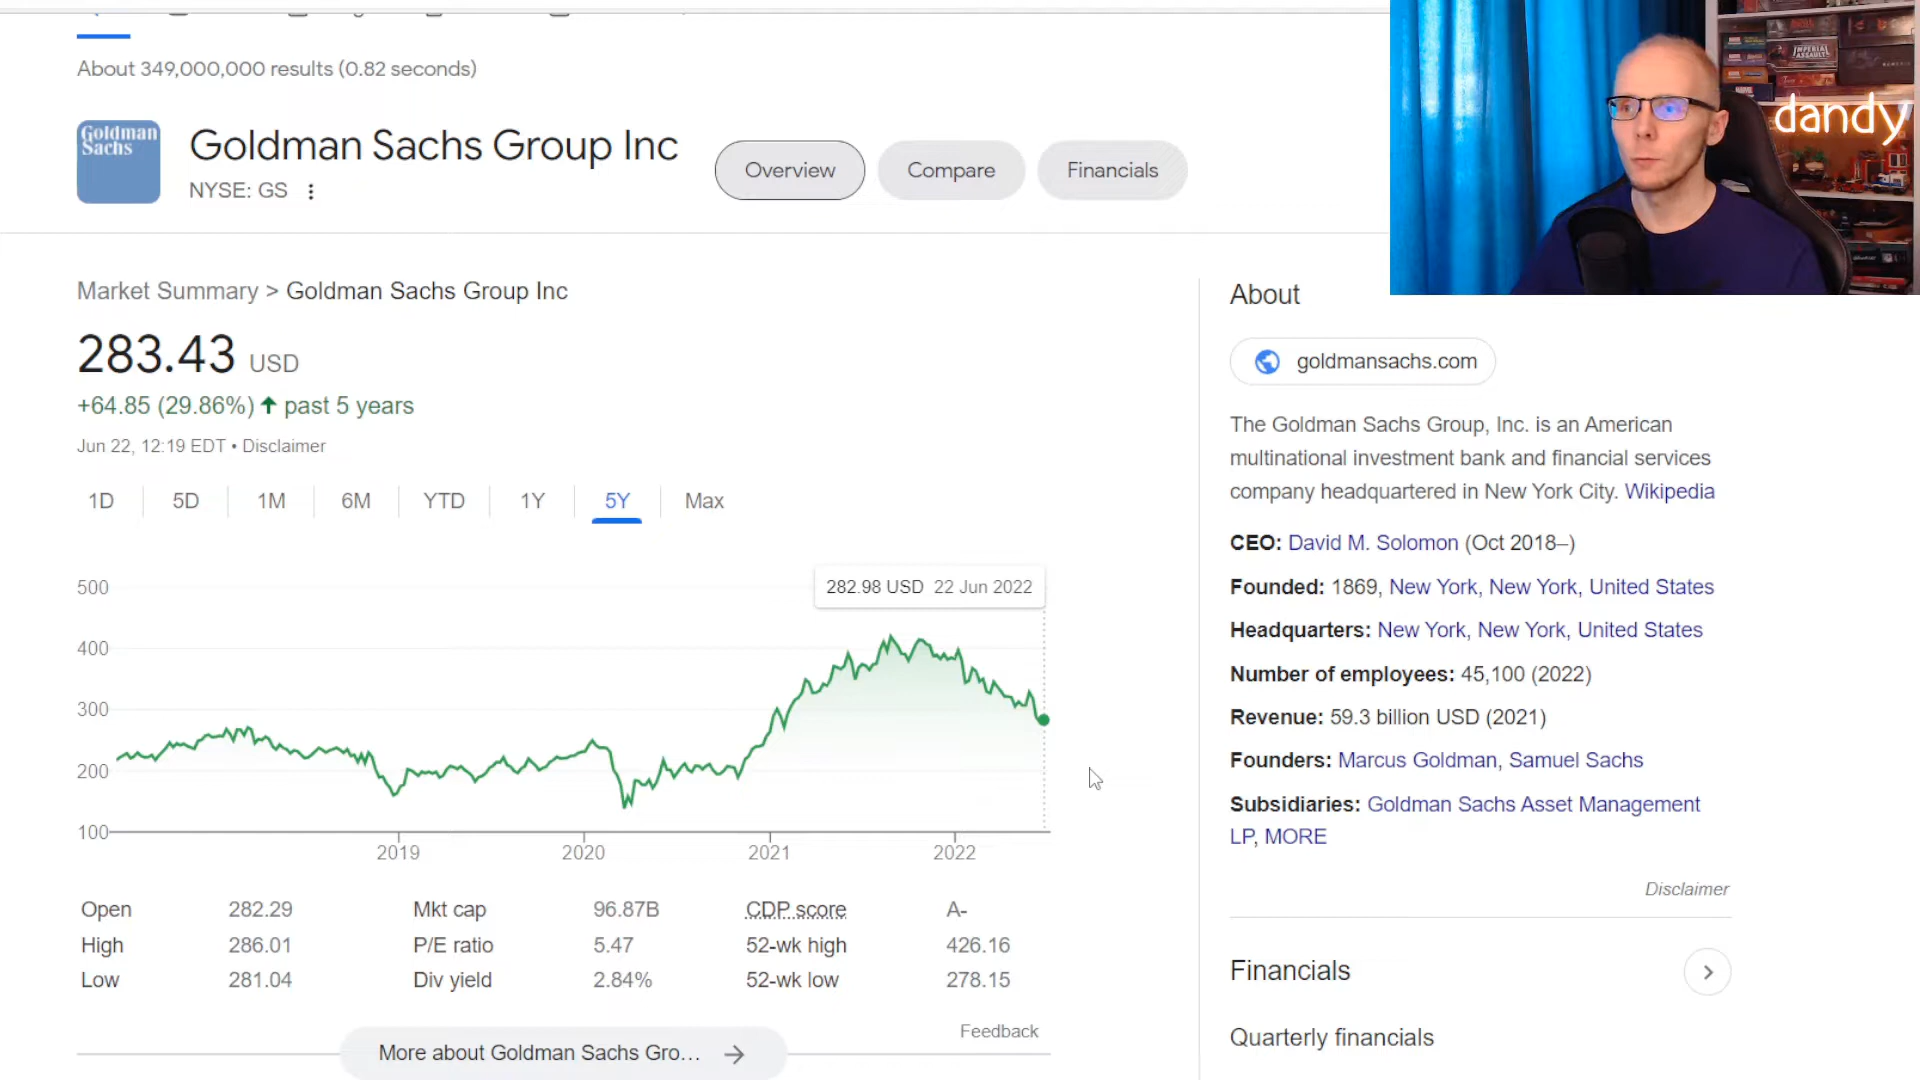 About 349,000,000 results (0.82 seconds)
Goldman
Sachs
Goldman Sachs Group Inc
NYSE: GS
Overview
Compare
Financials
dandy
IMPERIAL
ASSAULT
Market Summary > Goldman Sachs Group Inc
283.43 USD
+64.85 (29.86%) ↑ past 5 years
Jun 22, 12:19 EDT • Disclaimer
1D 5D 1M 6M YTD 1Y 5Y Max
282.98 USD 22 Jun 2022
500
400
300
200
100
2019 2020 2021 2022
Open 282.29 Mkt cap 96.87B CDP score A-
High 286.01 P/E ratio 5.47 52-wk high 426.16
Low 281.04 Div yield 2.84% 52-wk low 278.15
Feedback
More about Goldman Sachs Gro... →
About
goldmansachs.com
The Goldman Sachs Group, Inc. is an American
multinational investment bank and financial services
company headquartered in New York City. Wikipedia
CEO: David M. Solomon (Oct 2018–)
Founded: 1869, New York, New York, United States
Headquarters: New York, New York, United States
Number of employees: 45,100 (2022)
Revenue: 59.3 billion USD (2021)
Founders: Marcus Goldman, Samuel Sachs
Subsidiaries: Goldman Sachs Asset Management
LP, MORE
Disclaimer
Financials
Quarterly financials